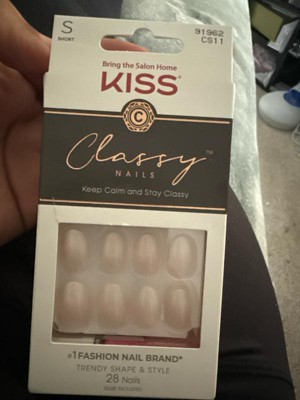 S
SHORT
91962
CS11
Bring the Salon Home
KISS®
C
Classy™
NAILS
Keep Calm and Stay Classy
#1 FASHION NAIL BRAND*
TRENDY SHAPE & STYLE
28 Nails